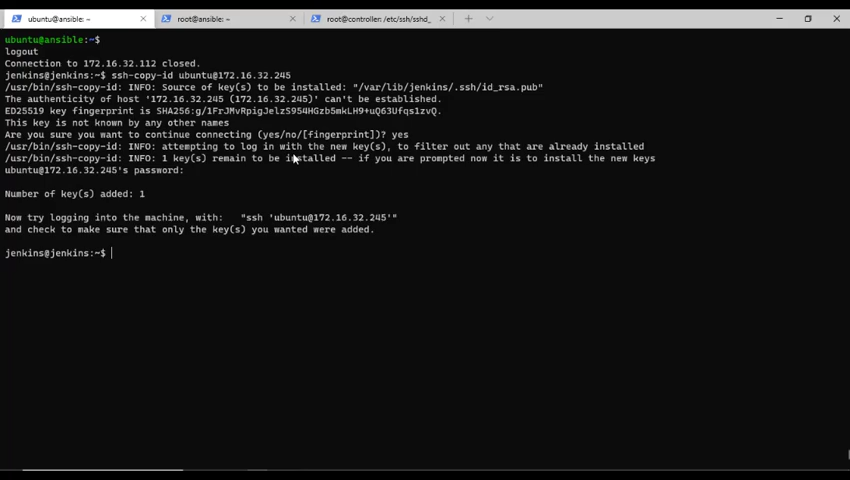 ubuntu@ansible: ~
root@ansible: ~
root@controller: /etc/ssh/sshd_
ubuntu@ansible:~$
logout
Connection to 172.16.32.112 closed.
jenkins@jenkins:~$ ssh-copy-id ubuntu@172.16.32.245
/usr/bin/ssh-copy-id: INFO: Source of key(s) to be installed: "/var/lib/jenkins/.ssh/id_rsa.pub"
The authenticity of host '172.16.32.245 (172.16.32.245)' can't be established.
ED25519 key fingerprint is SHA256:g/1FrJMvRpigJelzS954HGzb5mkLH9+uQ63Ufqs1zvQ.
This key is not known by any other names
Are you sure you want to continue connecting (yes/no/[fingerprint])? yes
/usr/bin/ssh-copy-id: INFO: attempting to log in with the new key(s), to filter out any that are already installed
/usr/bin/ssh-copy-id: INFO: 1 key(s) remain to be installed -- if you are prompted now it is to install the new keys
ubuntu@172.16.32.245's password:
Number of key(s) added: 1
Now try logging into the machine, with:   "ssh 'ubuntu@172.16.32.245'"
and check to make sure that only the key(s) you wanted were added.
jenkins@jenkins:~$